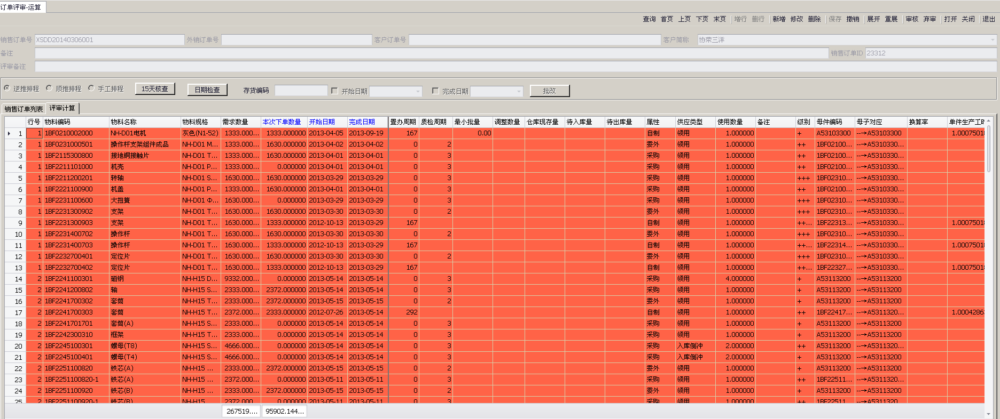 订单评审-运算
查询 首页 上页 下页 末页 增行 删行 新增 修改 删除 保存 撤销 展开 重展 审核 弃审 打开 关闭 退出
销售订单号 XSDD20140306001 外销订单号 客户订单号 客户简称 协荣三洋
备注 销售订单ID 23312
评审备注
逆推排程 顺推排程 手工排程 15天核查 日期检查 存货编码 开始日期 完成日期 批改
销售订单列表 评审计算
行号 物料编码 物料名称 物料规格 需求数量 本次下单数量 开始日期 完成日期 置办周期 质检周期 最小批量 调整数量 仓库现存量 待入库量 待出库量 属性 供应类型 使用数量 备注 级别 母件编码 母子对应 换算率 单件生产工时
1 1 1BF0210002000 NH-D01电机 灰色(N1-52) 1333.000... 1333.000000 2013-04-05 2013-09-19 167 0.00 自制 领用 1.000000 + A53103300 --→A53103300 1.0007501
2 1 1BF0231000501 操作杆支架组件成品 NH-D01 M... 1333.000... 1630.000000 2013-04-02 2013-04-02 0 2 委外 领用 1.000000 ++ 1BF02100... --→A5310330...
3 1 1BF2115300800 接地铜接触片 NH-D01 T... 1333.000... 1630.000000 2013-04-01 2013-04-01 0 3 采购 领用 1.000000 ++ 1BF02100... --→A5310330...
4 1 1BF2211101000 机壳 NH-D01 P... 1333.000... 0.000000 2013-04-01 2013-04-01 0 3 采购 领用 1.000000 ++ 1BF02100... --→A5310330...
5 1 1BF2211200201 转轴 NH-D01 S... 1630.000... 1630.000000 2013-03-29 2013-03-29 0 3 采购 领用 1.000000 +++ 1BF02310... --→A5310330...
6 1 1BF2221100900 机盖 NH-D01 P... 1333.000... 1630.000000 2013-04-01 2013-04-01 0 3 采购 领用 1.000000 ++ 1BF02100... --→A5310330...
7 1 1BF2231100600 大扭簧 NH-D01 Φ... 1630.000... 0.000000 2013-03-29 2013-03-29 0 3 采购 领用 1.000000 +++ 1BF02310... --→A5310330...
8 1 1BF2231300902 支架 NH-D01 T... 1630.000... 1630.000000 2013-03-30 2013-03-30 0 2 委外 领用 1.000000 +++ 1BF02310... --→A5310330...
9 1 1BF2231300903 支架 NH-D01 T... 1630.000... 1333.000000 2012-10-13 2013-03-29 167 自制 领用 1.000000 ++... 1BF22313... --→A5310330... 1.0007501
10 1 1BF2231400702 操作杆 NH-D01 T... 1630.000... 1630.000000 2013-03-30 2013-03-30 0 2 委外 领用 1.000000 +++ 1BF02310... --→A5310330...
11 1 1BF2231400703 操作杆 NH-D01 T... 1630.000... 1333.000000 2012-10-13 2013-03-29 167 自制 领用 1.000000 ++... 1BF22314... --→A5310330... 1.0007501
12 1 1BF2232700401 定位片 NH-D01 T... 1630.000... 1630.000000 2013-03-30 2013-03-30 0 2 委外 领用 1.000000 +++ 1BF02310... --→A5310330...
13 1 1BF2232700402 定位片 NH-D01 T... 1630.000... 1333.000000 2012-10-13 2013-03-29 167 自制 领用 1.000000 ++... 1BF22327... --→A5310330... 1.0007501
14 2 1BF2241100301 磁钢 NH-H15 D... 9332.000... 0.000000 2013-05-14 2013-05-14 0 3 采购 领用 4.000000 + A53113200 --→A53113200
15 2 1BF2241200802 轴 NH-H15 S... 2333.000... 2372.000000 2013-05-14 2013-05-14 0 3 采购 领用 1.000000 + A53113200 --→A53113200
16 2 1BF2241700302 套筒 NH-H15 T... 2333.000... 2372.000000 2013-05-15 2013-05-15 0 2 委外 领用 1.000000 + A53113200 --→A53113200
17 2 1BF2241700303 套筒 NH-H15 T... 2372.000... 2333.000000 2012-07-26 2013-05-14 292 自制 领用 1.000000 ++ 1BF22417... --→A5311320... 1.0004286
18 2 1BF2241701701 套筒(A) NH-H15 S... 2333.000... 0.000000 2013-05-14 2013-05-14 0 3 采购 领用 1.000000 + A53113200 --→A53113200
19 2 1BF2242300310 框架 NH-H15 T... 2333.000... 0.000000 2013-05-14 2013-05-14 0 3 采购 领用 1.000000 + A53113200 --→A53113200
20 2 1BF2245100301 螺母(T8) NH-H15 S... 4666.000... 0.000000 2013-05-14 2013-05-14 0 3 采购 入库倒冲 2.000000 ++ A53113200 --→A5311320...
21 2 1BF2245100401 螺母(T4) NH-H15 S... 4666.000... 0.000000 2013-05-14 2013-05-14 0 3 采购 入库倒冲 2.000000 + A53113200 --→A53113200
22 2 1BF2251100820 铁芯(A) NH-H15 ... 2333.000... 2372.000000 2013-05-15 2013-05-15 0 2 委外 领用 1.000000 + A53113200 --→A53113200
23 2 1BF2251100820-1 铁芯(A) NH-H15 ... 2372.000... 0.000000 2013-05-11 2013-05-11 0 3 采购 领用 1.000000 ++ 1BF22511... --→A5311320...
24 2 1BF2251100920 铁芯(B) NH-H15 ... 2333.000... 2372.000000 2013-05-15 2013-05-15 0 2 委外 领用 1.000000 + A53113200 --→A53113200
25 2 1BF2251100920-1 铁芯(B) NH-H15 2372.000 0.000000 2013-05-11 2013-05-11 0 3 采购 领用 1.000000 ++ 1BF22511 --→A5311320
267519.... 95902.144...